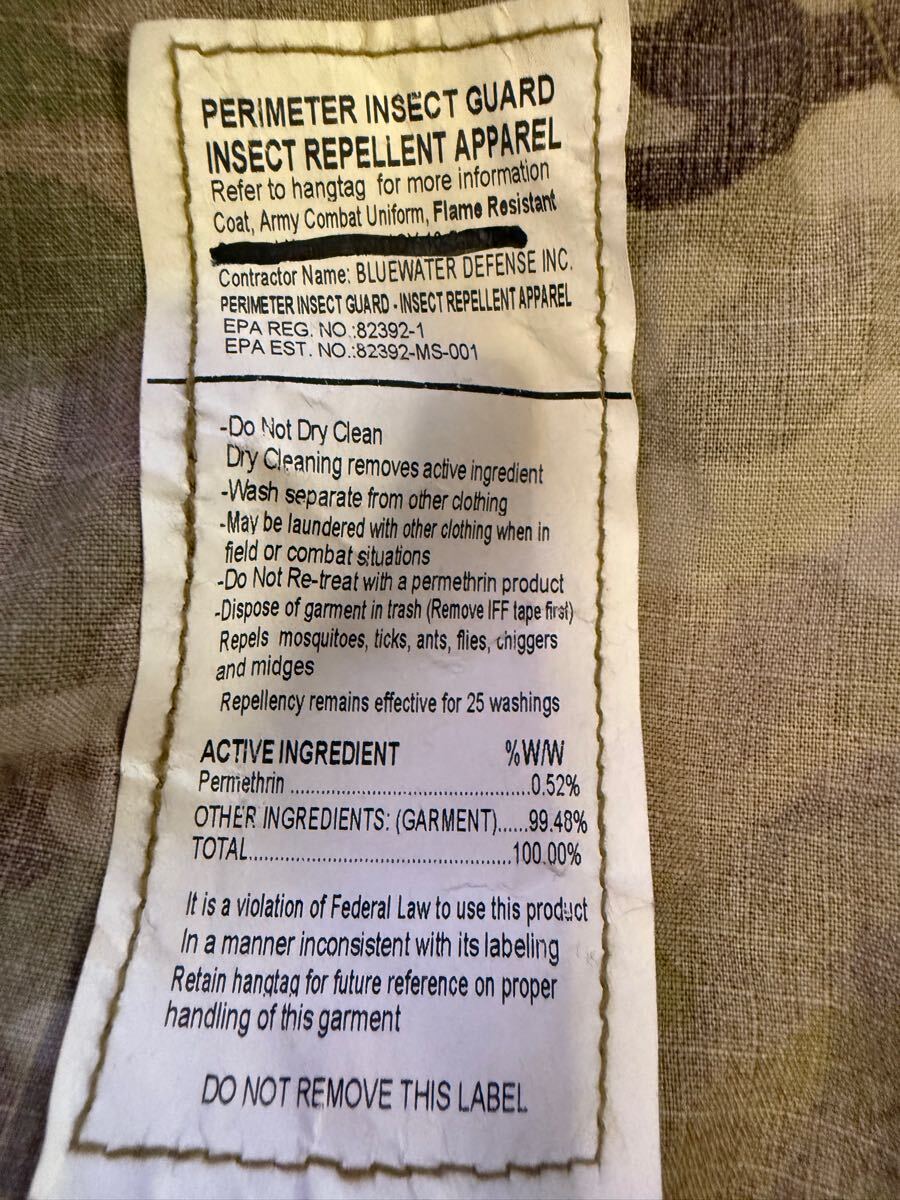 PERIMETER INSECT GUARD
INSECT REPELLENT APPAREL
Refer to hangtag for more information
Coat, Army Combat Uniform, Flame Resistant
Contractor Name: BLUEWATER DEFENSE INC.
PERIMETER INSECT GUARD - INSECT REPELLENT APPAREL
EPA REG. NO.:82392-1
EPA EST. NO.:82392-MS-001
-Do Not Dry Clean
Dry Cleaning removes active ingredient
-Wash separate from other clothing
-May be laundered with other clothing when in
field or combat situations
-Do Not Re-treat with a permethrin product
-Dispose of garment in trash (Remove IFF tape first)
Repels mosquitoes, ticks, ants, flies, chiggers
and midges
Repellency remains effective for 25 washings
ACTIVE INGREDIENT %W/W
Permethrin ..........................................0.52%
OTHER INGREDIENTS: (GARMENT)......99.48%
TOTAL..............................................100.00%
It is a violation of Federal Law to use this product
In a manner inconsistent with its labeling
Retain hangtag for future reference on proper
handling of this garment
DO NOT REMOVE THIS LABEL